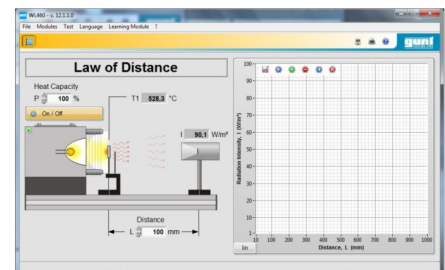 WL460 - v. 12.1.1.0
File Modules Test Language Learning Module ?
gunt
Law of Distance
Heat Capacity
P 100 %
On / Off
T1 526,3 °C
I 90,1 W/m²
Distance
L 100 mm
Radiation Intensity, I (W/m²)
100
90
80
70
60
50
40
30
20
10
1
10 100 200 300 400 500 600 700 800 900 1000
Distance, L (mm)
lin